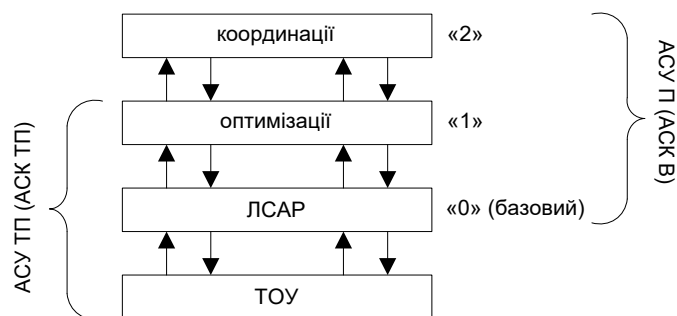 координації
«2»
оптимізації
«1»
ЛСАР
«0» (базовий)
ТОУ
АСУ ТП (АСК ТП)
АСУ П (АСК В)